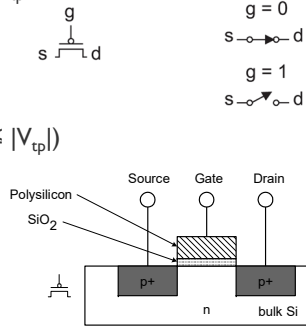 g
s d
g = 0
s d
g = 1
s d
|V_tp|)
Source Gate Drain
Polysilicon
SiO₂
p+ p+
n bulk Si